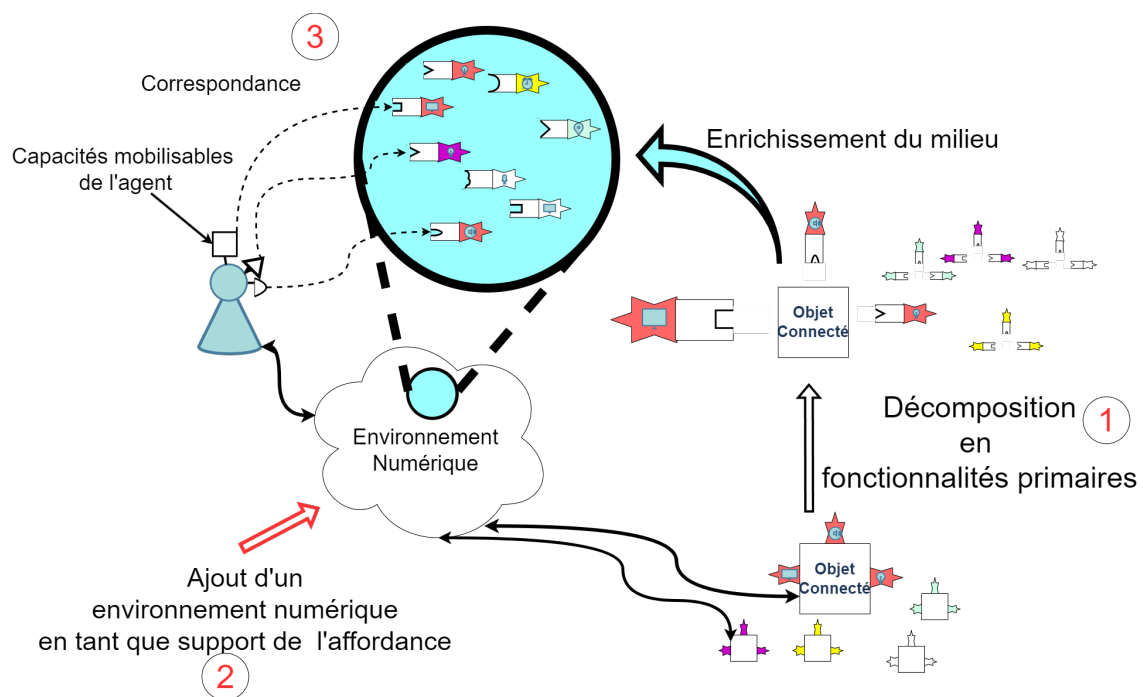 3
Correspondance
Capacités mobilisables
de l'agent
Enrichissement du milieu
Objet
Connecté
Décomposition
en
fonctionnalités primaires
1
Environnement
Numérique
Objet
Connecté
Ajout d'un
environnement numérique
en tant que support de l'affordance
2